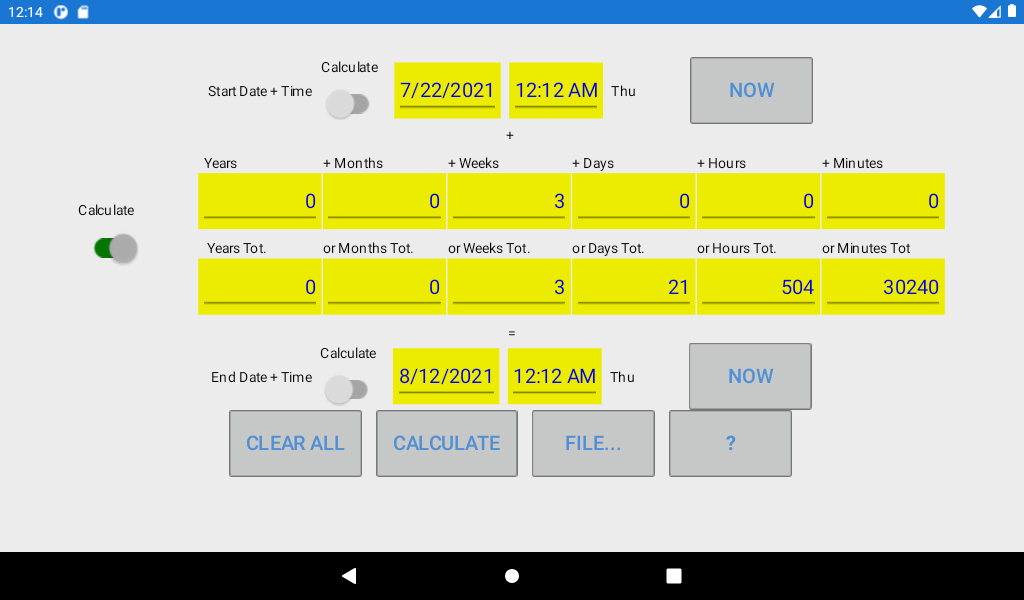 12:14
Calculate
Start Date + Time 7/22/2021 12:12 AM Thu NOW
+
Years + Months + Weeks + Days + Hours + Minutes
0 0 3 0 0 0
Calculate
Years Tot. or Months Tot. or Weeks Tot. or Days Tot. or Hours Tot. or Minutes Tot
0 0 3 21 504 30240
=
Calculate
End Date + Time 8/12/2021 12:12 AM Thu NOW
CLEAR ALL CALCULATE FILE... ?